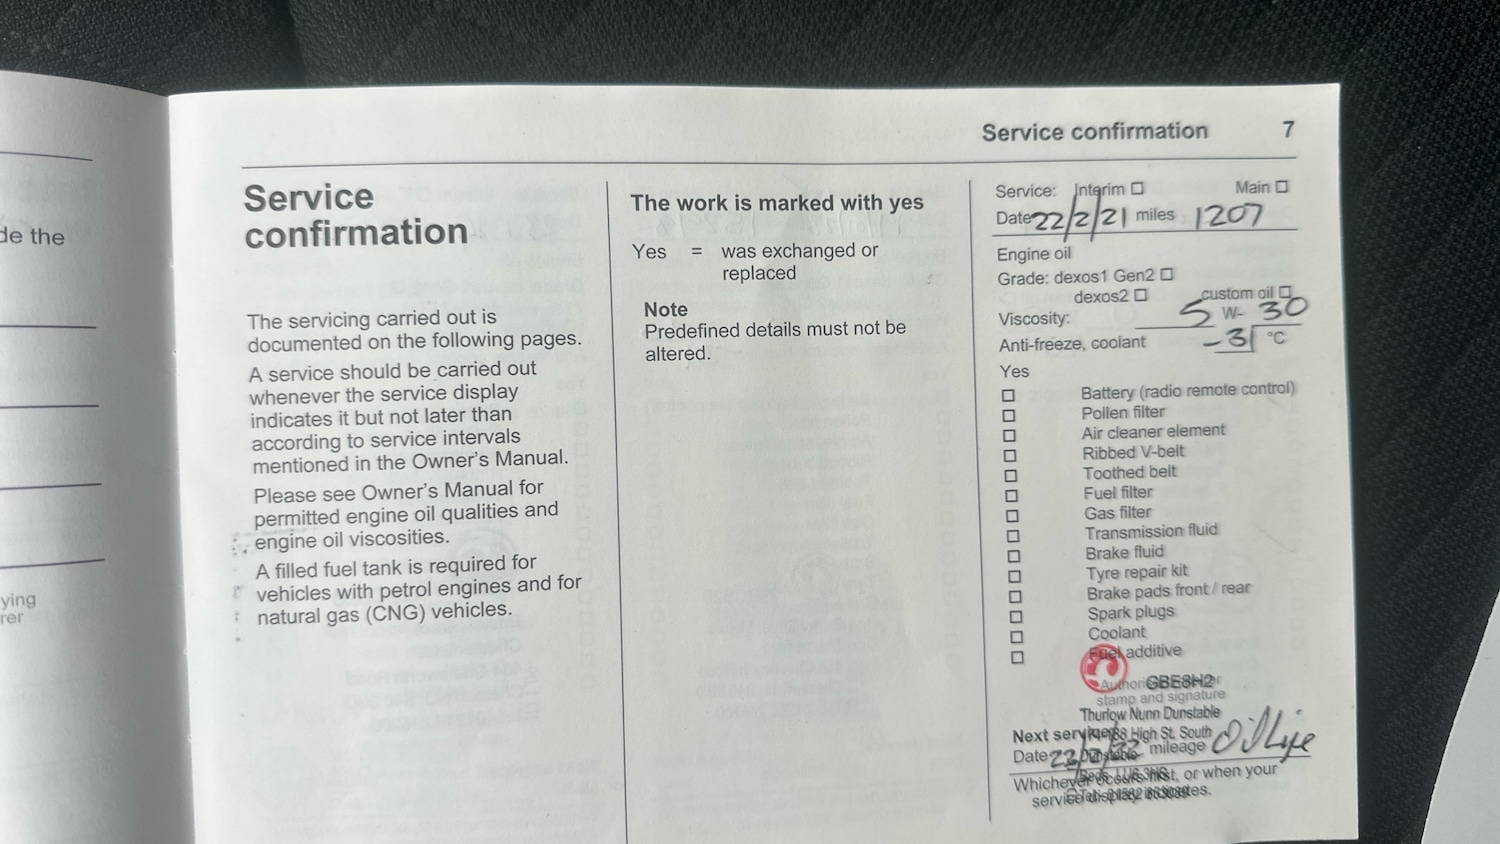 de the
ying
rer
Service confirmation 7
Service
confirmation
The servicing carried out is
documented on the following pages.
A service should be carried out
whenever the service display
indicates it but not later than
according to service intervals
mentioned in the Owner's Manual.
Please see Owner's Manual for
permitted engine oil qualities and
engine oil viscosities.
A filled fuel tank is required for
vehicles with petrol engines and for
natural gas (CNG) vehicles.
The work is marked with yes
Yes = was exchanged or
replaced
Note
Predefined details must not be
altered.
Service: Interim ☐ Main ☐
Date 22/2/21 miles 1207
Engine oil
Grade: dexos1 Gen2 ☐
dexos2 ☐ custom oil ☐
Viscosity: 5 W- 30
Anti-freeze, coolant -31 °C
Yes
☐ Battery (radio remote control)
☐ Pollen filter
☐ Air cleaner element
☐ Ribbed V-belt
☐ Toothed belt
☐ Fuel filter
☐ Gas filter
☐ Transmission fluid
☐ Brake fluid
☐ Tyre repair kit
☐ Brake pads front / rear
☐ Spark plugs
☐ Coolant
☐ Fuel additive
GBE8H2
stamp and signature
Thurlow Nunn Dunstable
Next service
High St. South
Date 22/2/22 mileage Oil Life
Dunstable
Whichever occurs first, or when your
service display indicates.